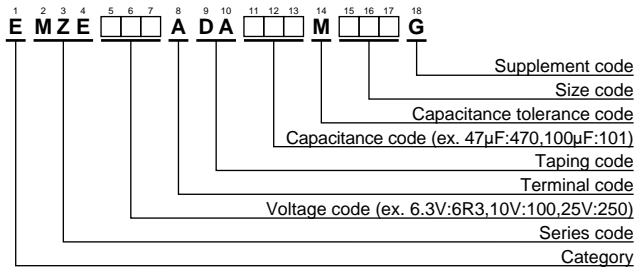 1 2 3 4 5 6 7 8 9 10 11 12 13 14 15 16 17 18
E M Z E □□□ A D A □□□ M □□□ G
Supplement code
Size code
Capacitance tolerance code
Capacitance code (ex. 47µF:470,100µF:101)
Taping code
Terminal code
Voltage code (ex. 6.3V:6R3,10V:100,25V:250)
Series code
Category